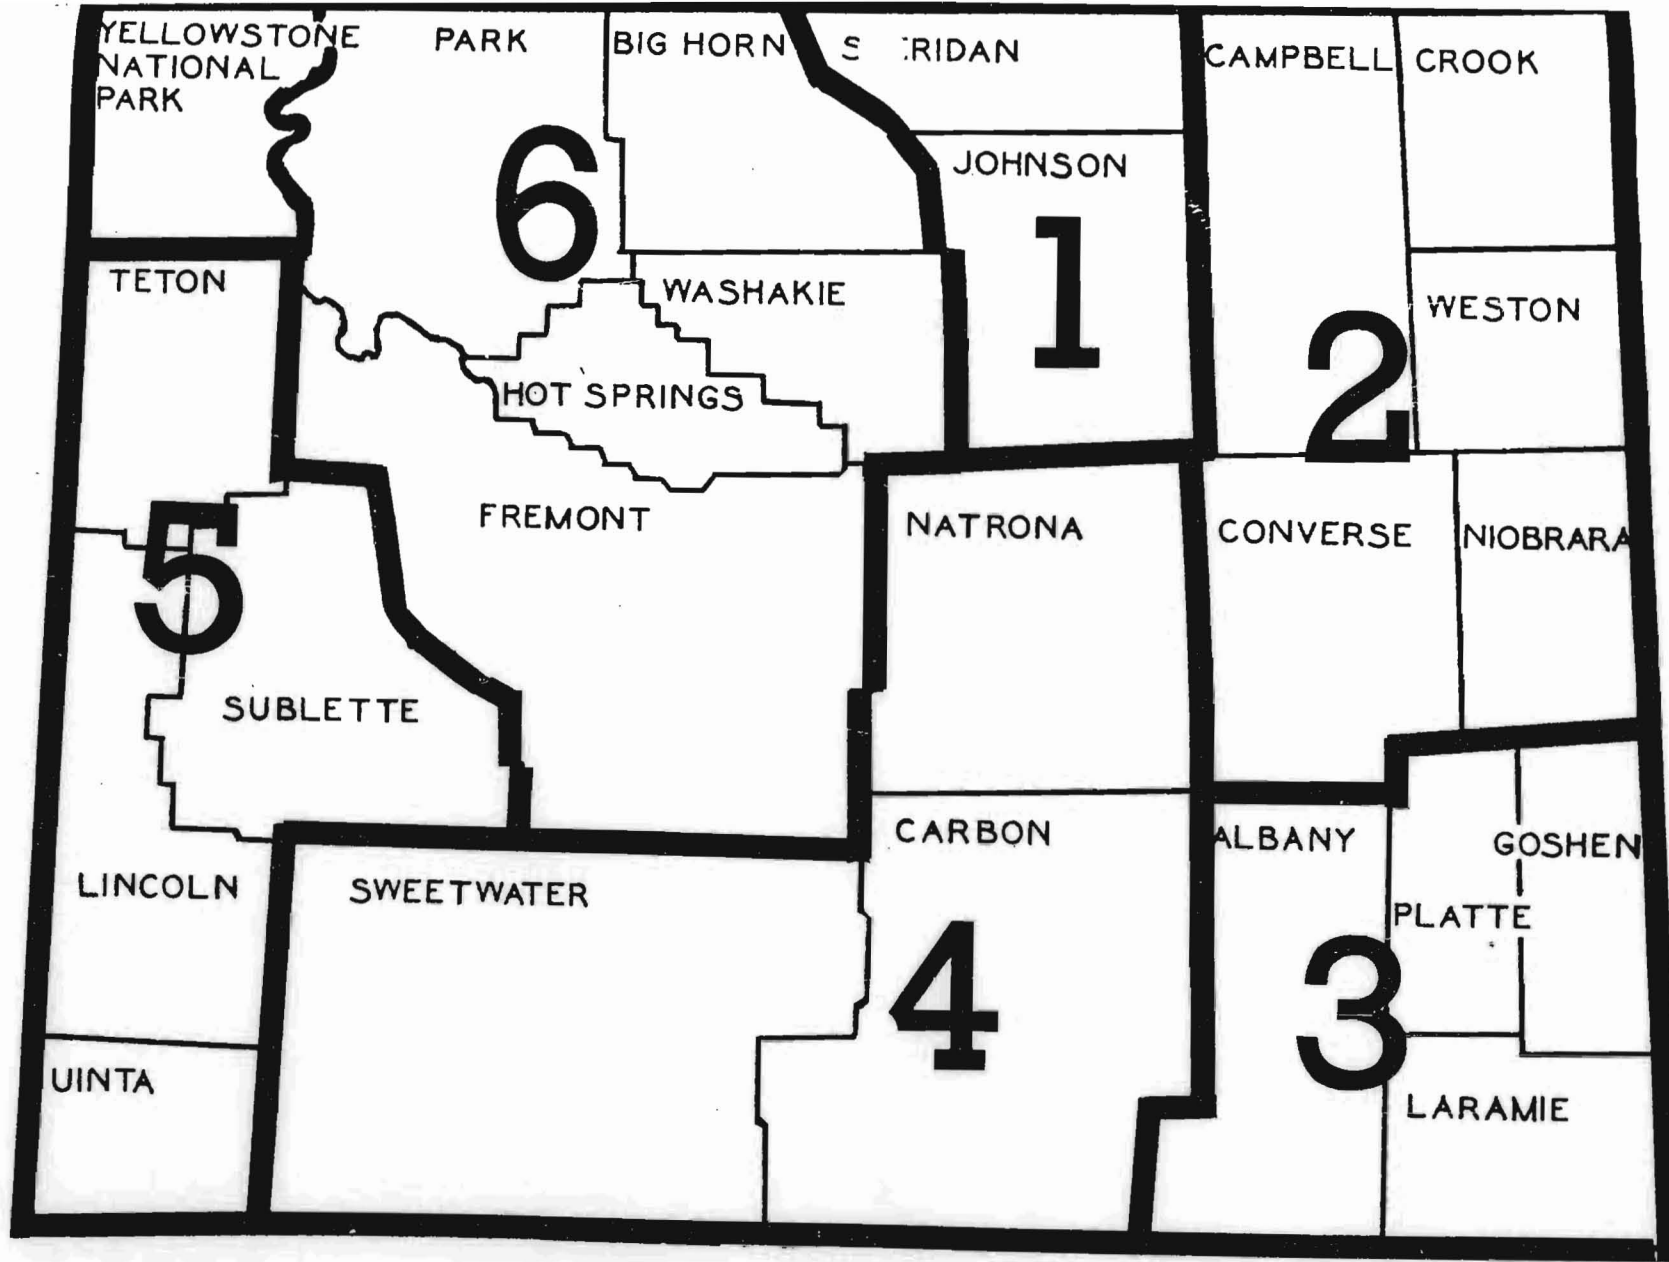 YELLOWSTONE
NATIONAL
PARK
PARK
BIG HORN
S RIDAN
CAMPBELL
CROOK
JOHNSON
6
1
TETON
WASHAKIE
WESTON
2
HOT SPRINGS
FREMONT
NATRONA
CONVERSE
NIOBRARA
5
SUBLETTE
CARBON
ALBANY
GOSHEN
LINCOLN
SWEETWATER
PLATTE
4
3
UINTA
LARAMIE